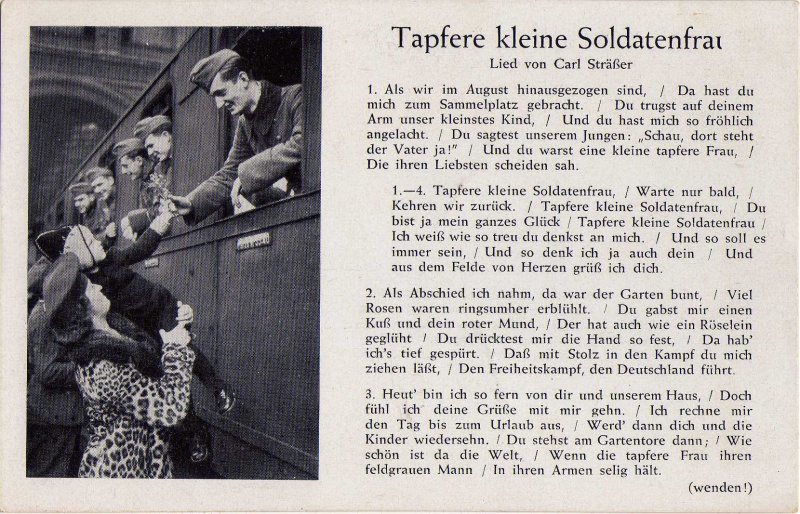 Tapfere kleine Soldatenfrau
Lied von Carl Sträßer
1. Als wir im August hinausgezogen sind, / Da hast du
mich zum Sammelplatz gebracht. / Du trugst auf deinem
Arm unser kleinstes Kind, / Und du hast mich so fröhlich
angelacht. / Du sagtest unserem Jungen: „Schau, dort steht
der Vater ja!” / Und du warst eine kleine tapfere Frau, /
Die ihren Liebsten scheiden sah.
1.—4. Tapfere kleine Soldatenfrau, / Warte nur bald, /
Kehren wir zurück. / Tapfere kleine Soldatenfrau, / Du
bist ja mein ganzes Glück / Tapfere kleine Soldatenfrau /
Ich weiß wie so treu du denkst an mich. / Und so soll es
immer sein, / Und so denk ich ja auch dein / Und
aus dem Felde von Herzen grüß ich dich.
2. Als Abschied ich nahm, da war der Garten bunt, / Viel
Rosen waren ringsumher erblühlt. / Du gabst mir einen
Kuß und dein roter Mund, / Der hat auch wie ein Röselein
geglüht / Du drücktest mir die Hand so fest, / Da hab'
ich's tief gespürt. / Daß mit Stolz in den Kampf du mich
ziehen läßt, / Den Freiheitskampf, den Deutschland führt.
3. Heut' bin ich so fern von dir und unserem Haus, / Doch
fühl ich deine Grüße mit mir gehn. / Ich rechne mir
den Tag bis zum Urlaub aus, / Werd' dann dich und die
Kinder wiedersehn. / Du stehst am Gartentore dann; / Wie
schön ist da die Welt, / Wenn die tapfere Frau ihren
feldgrauen Mann / In ihren Armen selig hält.
(wenden!)